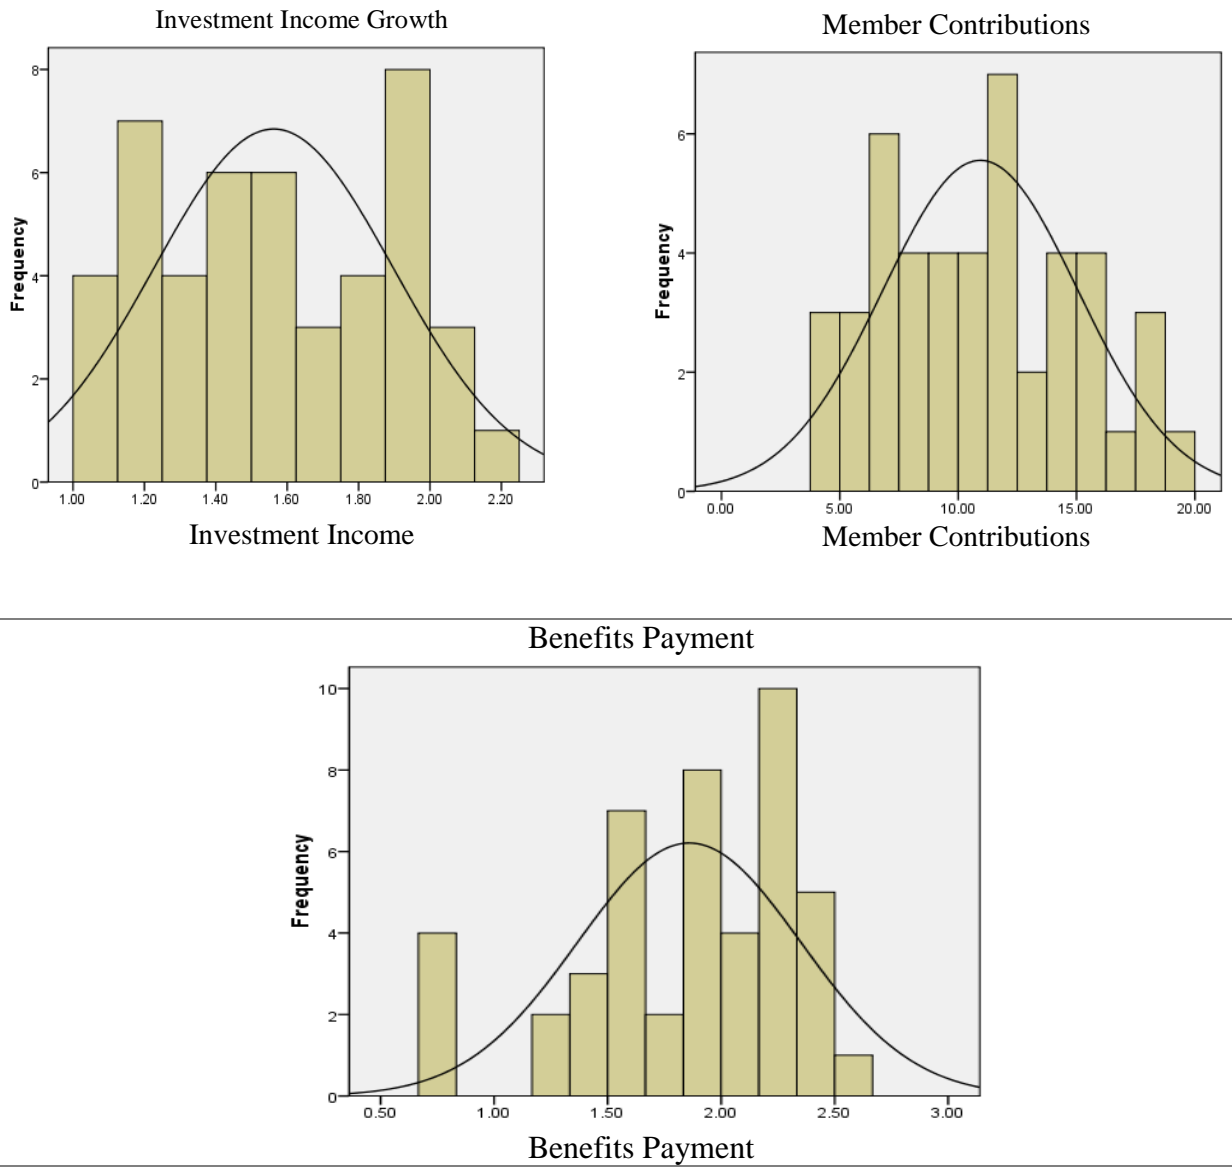 Investment Income Growth
8
6
4
2
0
Frequency
1.00 1.20 1.40 1.60 1.80 2.00 2.20
Investment Income
Member Contributions
6
4
2
0
Frequency
0.00 5.00 10.00 15.00 20.00
Member Contributions
Benefits Payment
10
8
6
4
2
0
Frequency
0.50 1.00 1.50 2.00 2.50 3.00
Benefits Payment